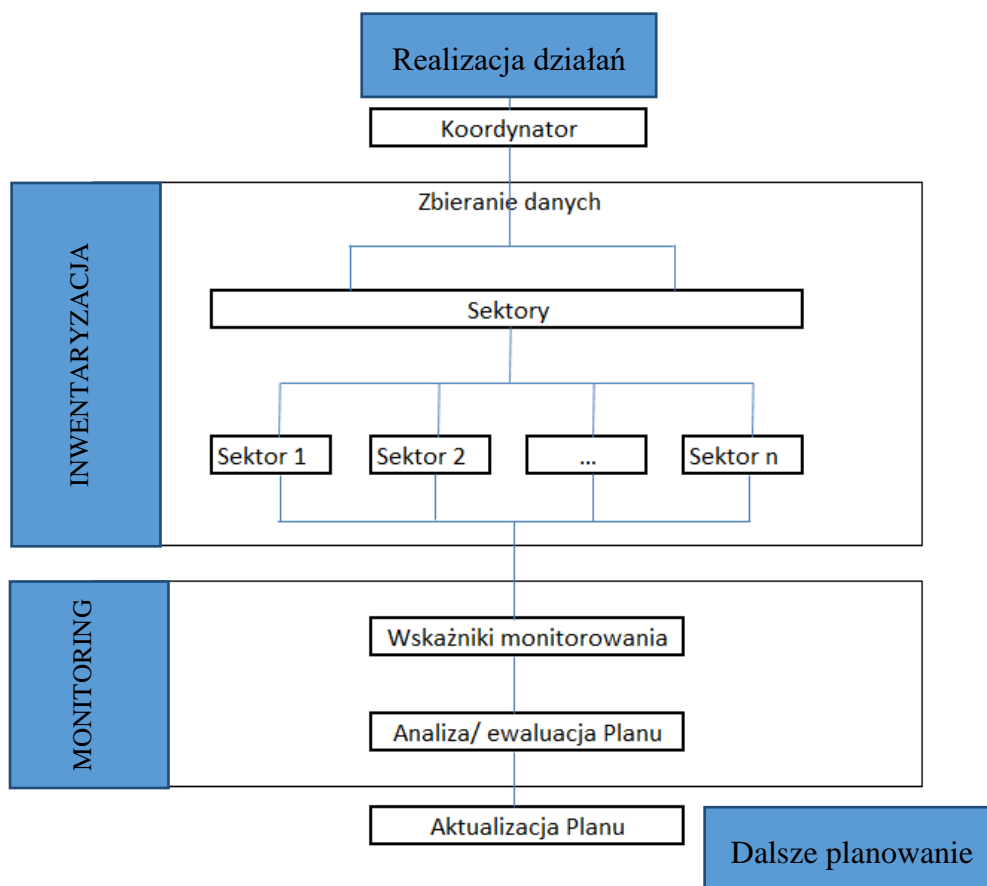 Realizacja działań
Koordynator
INWENTARYZACJA
Zbieranie danych
Sektory
Sektor 1
Sektor 2
...
Sektor n
MONITORING
Wskażniki monitorowania
Analiza/ ewaluacja Planu
Aktualizacja Planu
Dalsze planowanie